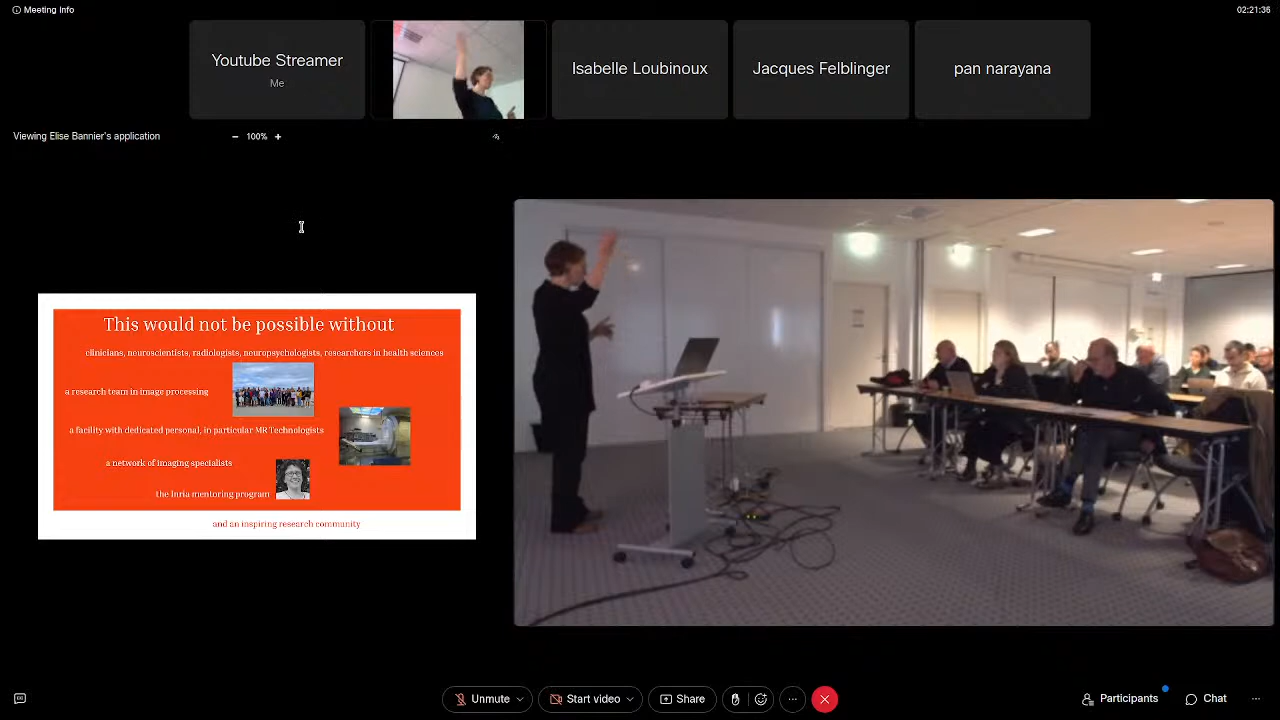 Meeting Info
02:21:36
Youtube Streamer
Me
Isabelle Loubinoux
Jacques Felblinger
pan narayana
Viewing Elise Bannier's application
100%
This would not be possible without
clinicians, neuroscientists, radiologists, neuropsychologists, researchers in health sciences
a research team in image processing
a facility with dedicated personal, in particular MR Technologists
a network of imaging specialists
the Inria mentoring program
and an inspiring research community
Unmute
Start video
Share
Participants
Chat